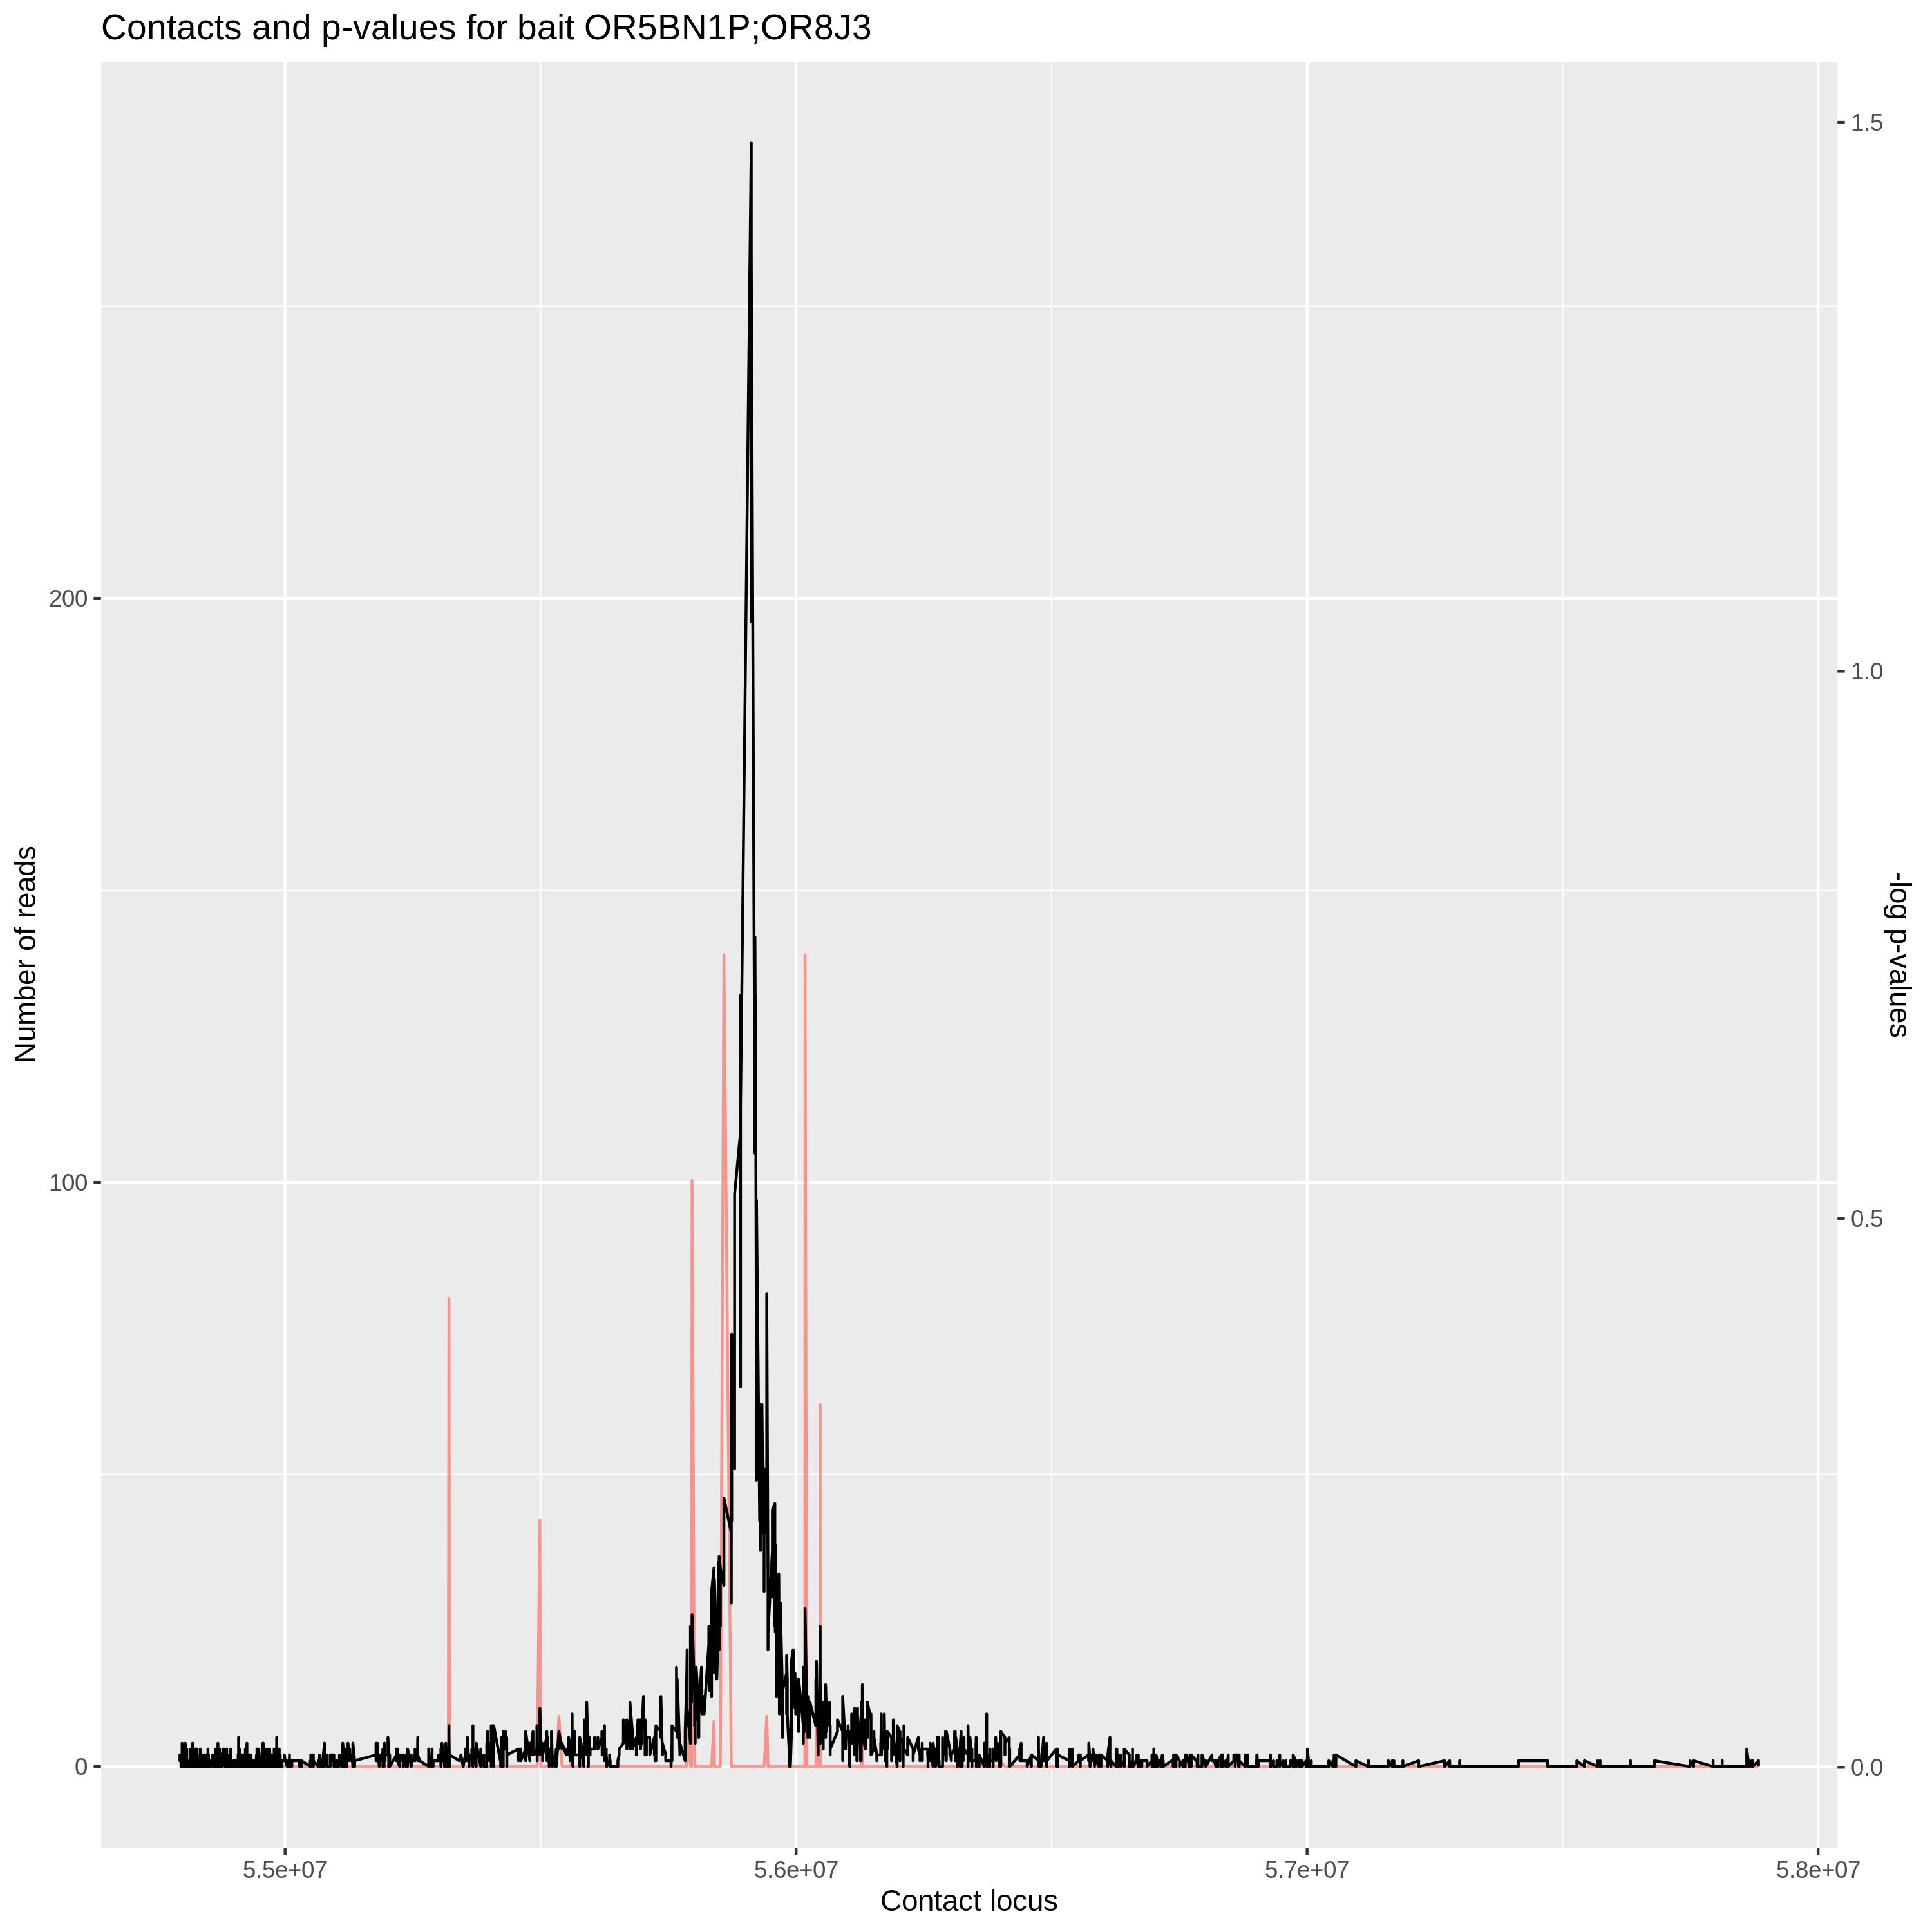 Contacts and p-values for bait OR5BN1P;OR8J3
1.5
200
1.0
Number of reads
-log p-values
100
0.5
0
0.0
5.5e+07
5.6e+07
5.7e+07
5.8e+07
Contact locus